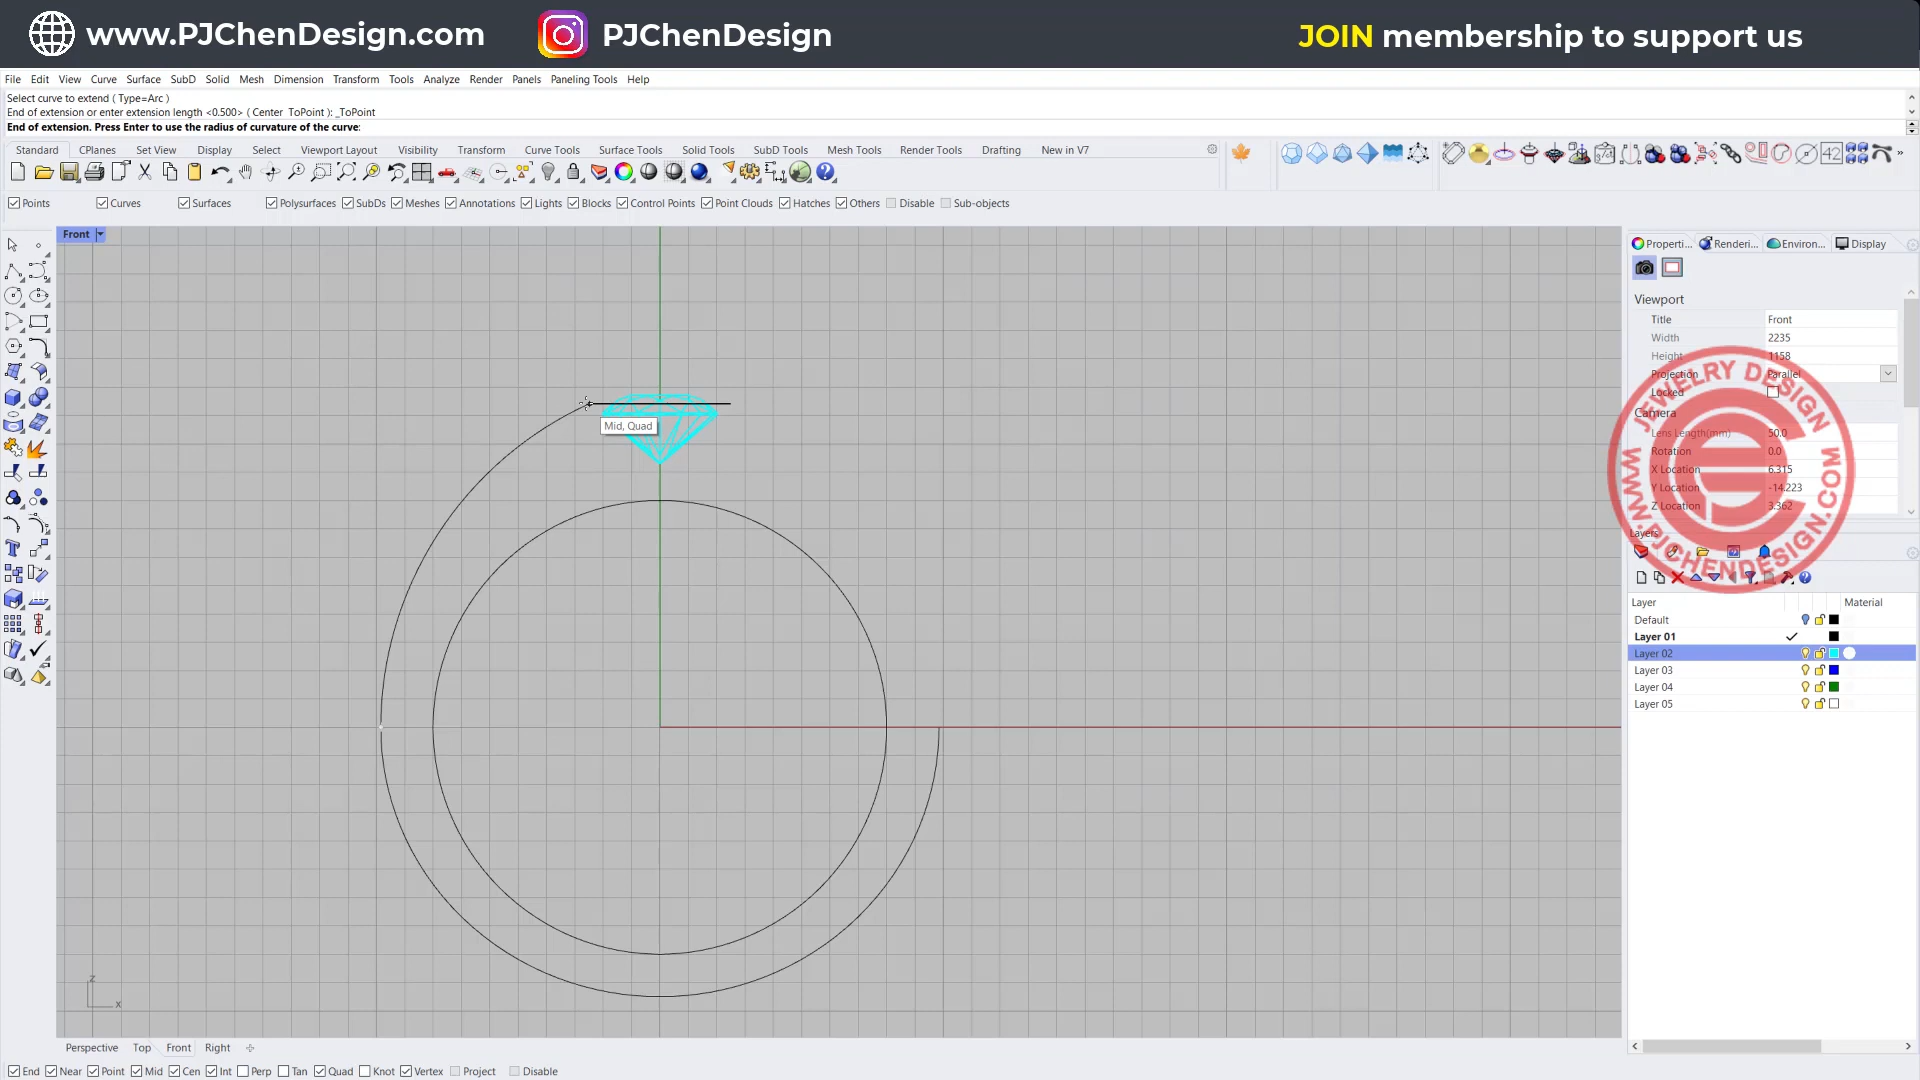 www.PJChenDesign.com PJChenDesign JOIN membership to support us
File Edit View Curve Surface SubD Solid Mesh Dimension Transform Tools Analyze Render Panels Paneling Tools Help
Select curve to extend ( Type=Arc )
End of extension or enter extension length <0.500> ( Center ToPoint ): _ToPoint
End of extension. Press Enter to use the radius of curvature of the curve:
Standard CPlanes Set View Display Select Viewport Layout Visibility Transform Curve Tools Surface Tools Solid Tools SubD Tools Mesh Tools Render Tools Drafting New in V7
42
Points Curves Surfaces Polysurfaces SubDs Meshes Annotations Lights Blocks Control Points Point Clouds Hatches Others Disable Sub-objects
Front
Properti... Renderi... Environ... Display
Viewport
Title Front
Width 2235
Height 1158
Projection Parallel
Locked
Camera
Lens Length(mm) 50.0
Rotation 0.0
X Location 6.315
Y Location -14.223
Z Location 3.362
JEWELRY DESIGN
WWW.PJCHENDESIGN.COM
Mid, Quad
Layers
Layer Material
Default
Layer 01
Layer 02
Layer 03
Layer 04
Layer 05
z
x
Perspective Top Front Right
End Near Point Mid Cen Int Perp Tan Quad Knot Vertex Project Disable